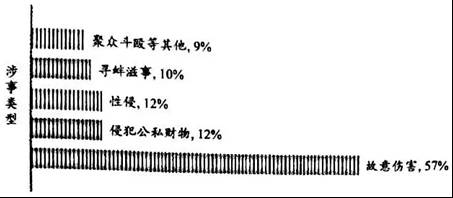 聚众斗殴等其他, 9%
寻衅滋事, 10%
性侵, 12%
侵犯公私财物, 12%
故意伤害, 57%
涉事类型